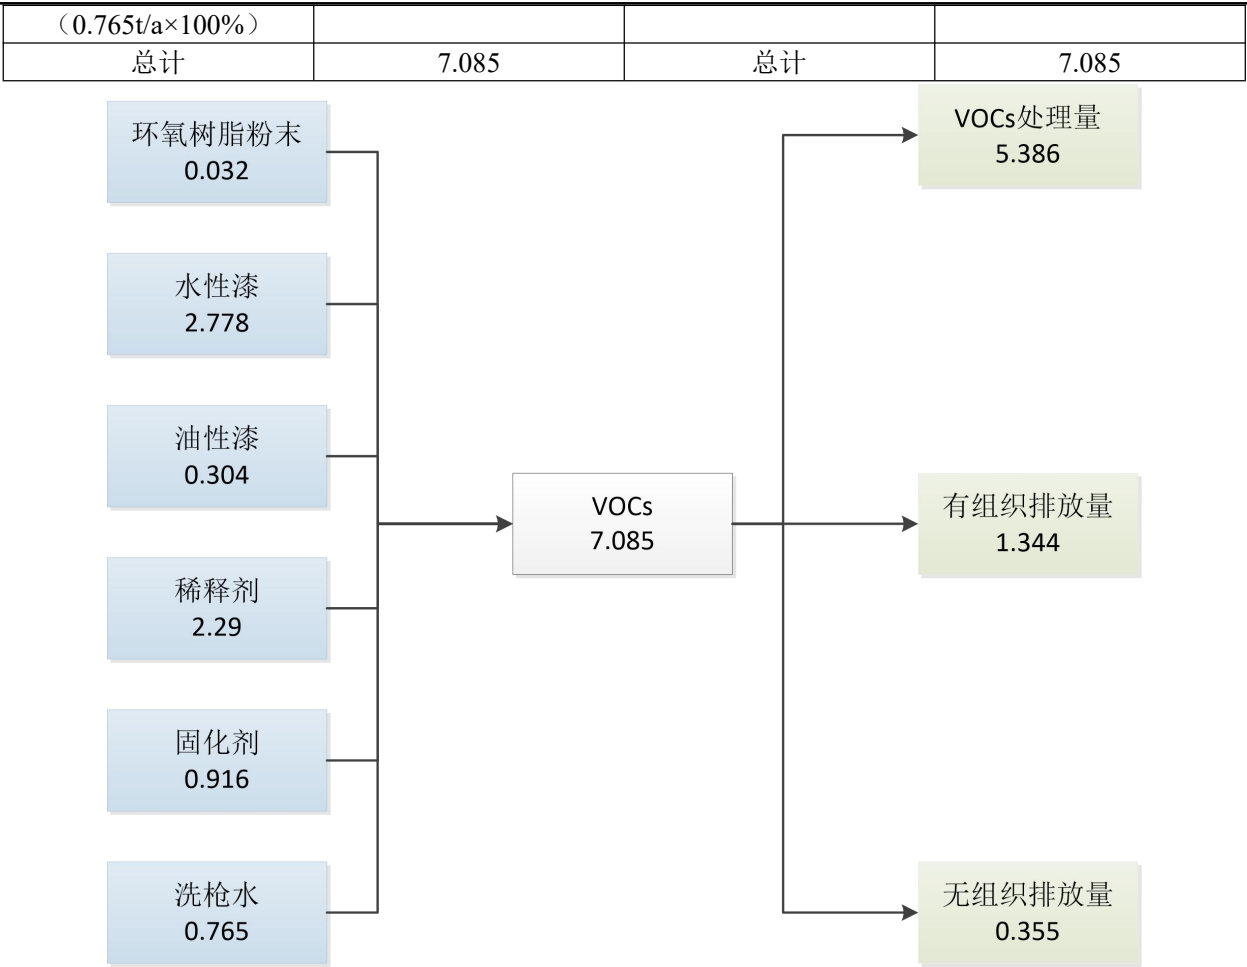 （0.765t/a×100%）
总计 7.085 总计 7.085
环氧树脂粉末
0.032
水性漆
2.778
油性漆
0.304
稀释剂
2.29
固化剂
0.916
洗枪水
0.765
VOCs
7.085
VOCs处理量
5.386
有组织排放量
1.344
无组织排放量
0.355